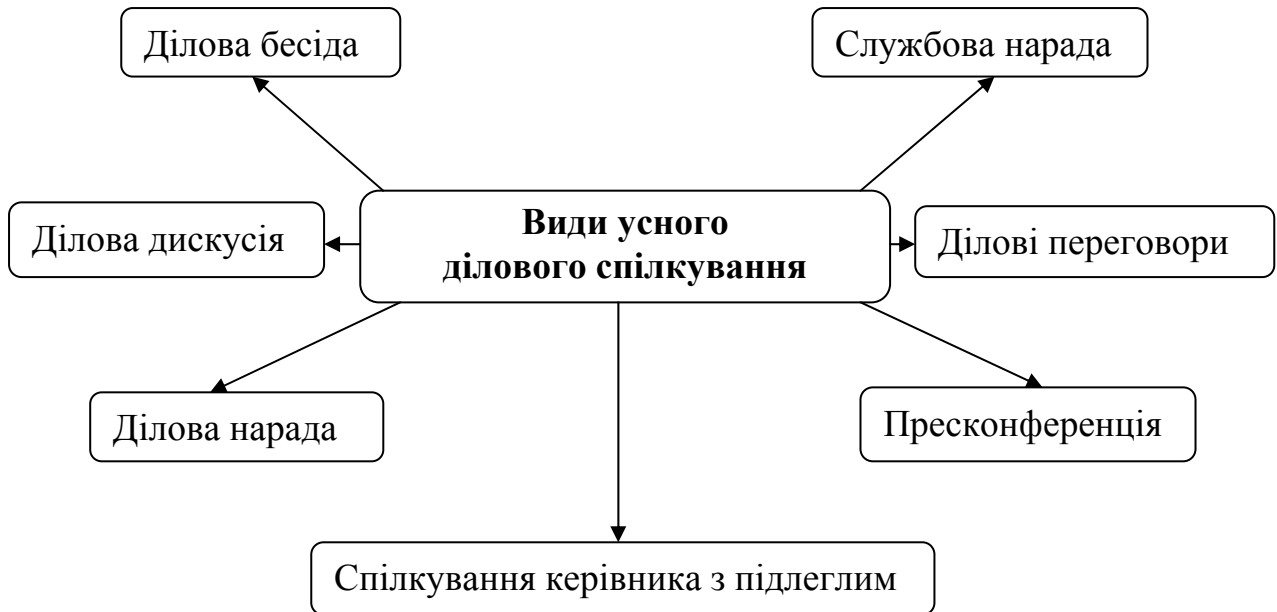 Ділова бесіда
Службова нарада
Види усного
ділового спілкування
Ділова дискусія
Ділові переговори
Ділова нарада
Пресконференція
Спілкування керівника з підлеглим